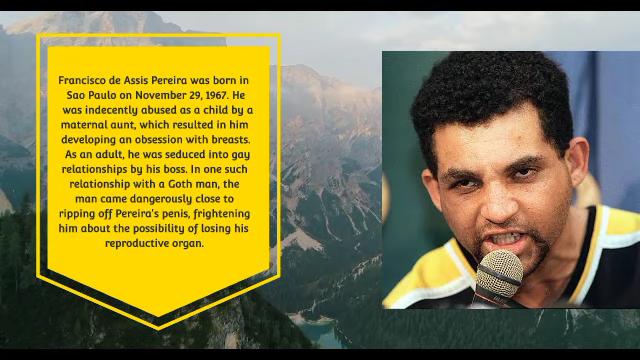 Francisco de Assis Pereira was born in
Sao Paulo on November 29, 1967. He
was indecently abused as a child by a
maternal aunt, which resulted in him
developing an obsession with breasts.
As an adult, he was seduced into gay
relationships by his boss. In one such
relationship with a Goth man, the
man came dangerously close to
ripping off Pereira's penis, frightening
him about the possibility of losing his
reproductive organ.